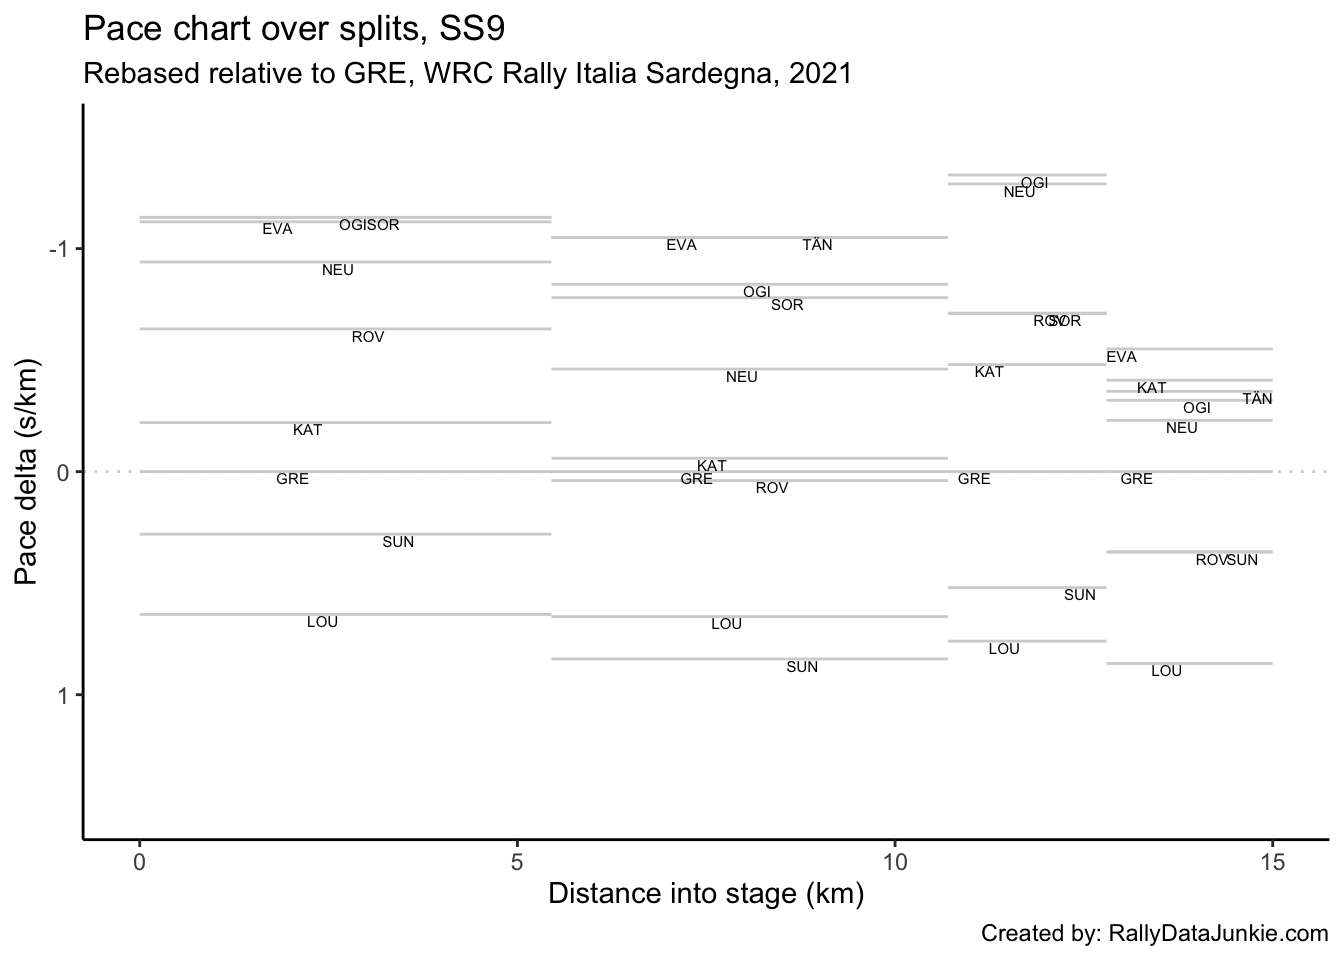 Pace chart over splits, SS9
Rebased relative to GRE, WRC Rally Italia Sardegna, 2021
Pace delta (s/km)
-1
0
1
EVA
OGISOR
NEU
ROV
KAT
GRE
SUN
LOU
EVA
TÄN
OGI
SOR
NEU
KAT
GRE
ROV
LOU
SUN
OGI
NEU
ROV
SOR
KAT
GRE
SUN
LOU
EVA
KAT
TÄN
OGI
NEU
GRE
ROVSUN
LOU
0 5 10 15
Distance into stage (km)
Created by: RallyDataJunkie.com